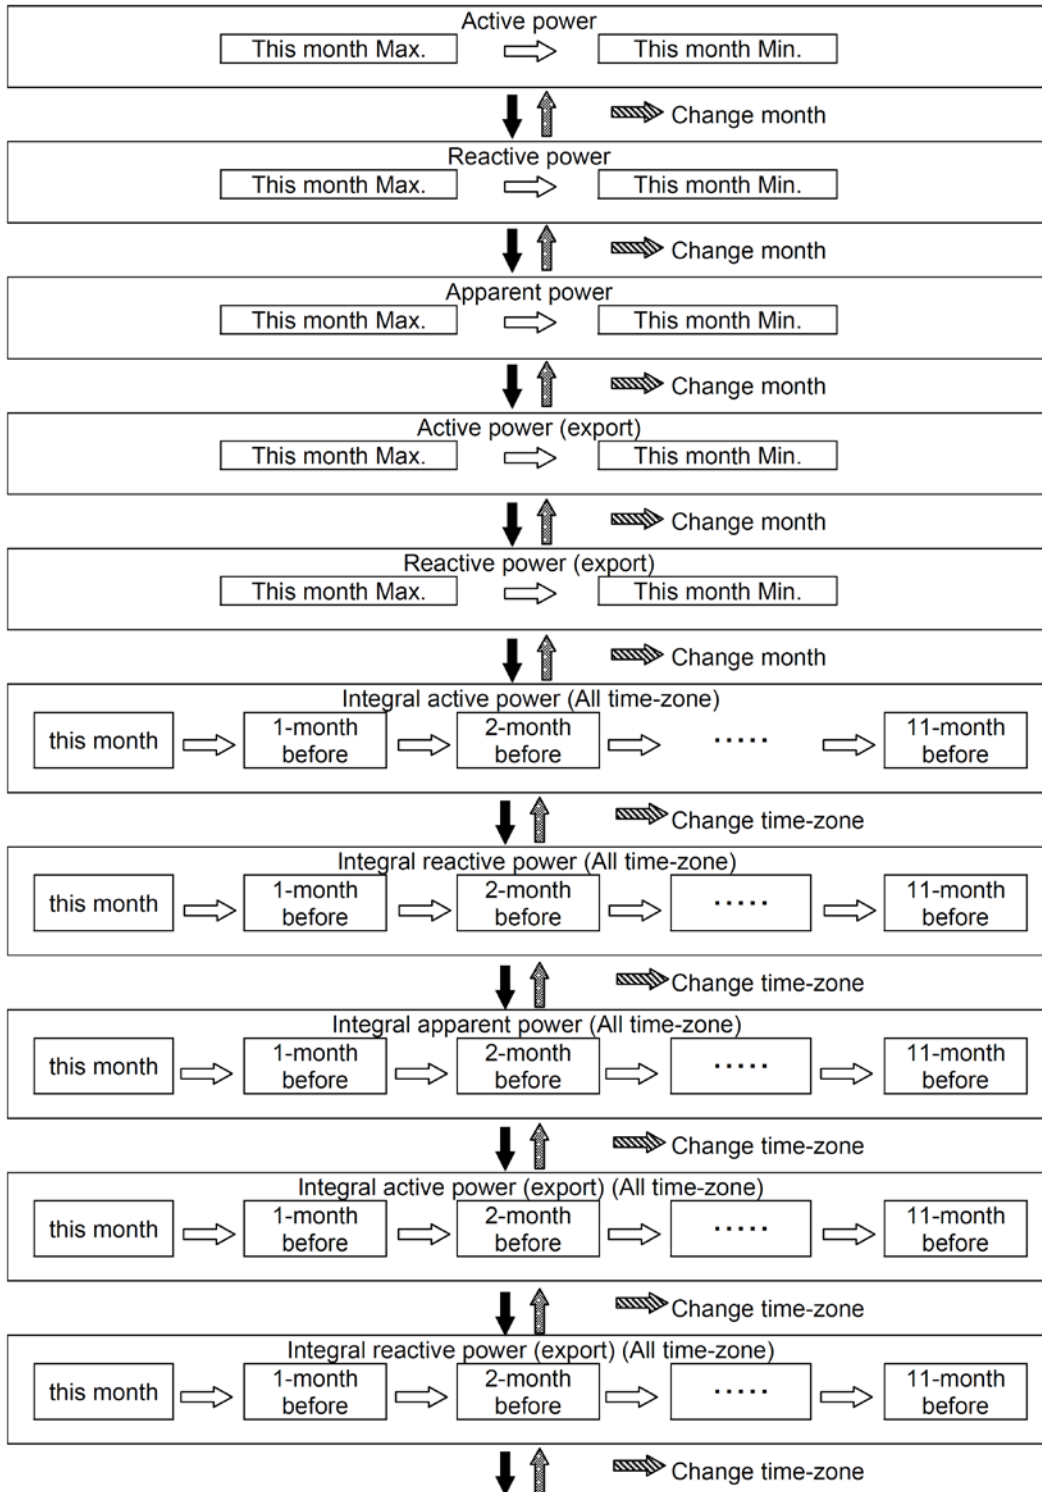 Active power
This month Max. This month Min.
Change month
Reactive power
This month Max. This month Min.
Change month
Apparent power
This month Max. This month Min.
Change month
Active power (export)
This month Max. This month Min.
Change month
Reactive power (export)
This month Max. This month Min.
Change month
Integral active power (All time-zone)
this month
1-month
before
2-month
before
.....
11-month
before
Change time-zone
Integral reactive power (All time-zone)
this month
1-month
before
2-month
before
.....
11-month
before
Change time-zone
Integral apparent power (All time-zone)
this month
1-month
before
2-month
before
.....
11-month
before
Change time-zone
Integral active power (export) (All time-zone)
this month
1-month
before
2-month
before
.....
11-month
before
Change time-zone
Integral reactive power (export) (All time-zone)
this month
1-month
before
2-month
before
.....
11-month
before
Change time-zone